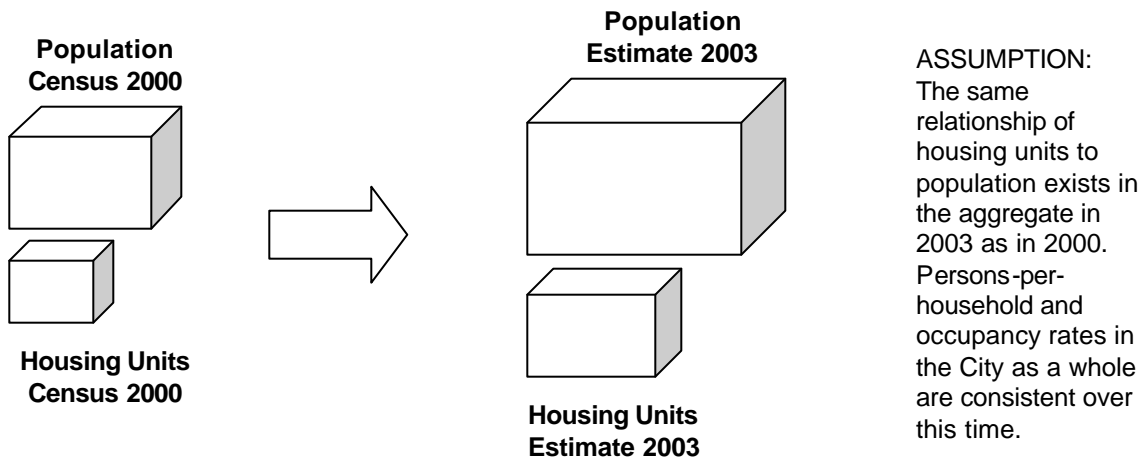 Population
Census 2000
Housing Units
Census 2000
Population
Estimate 2003
Housing Units
Estimate 2003
ASSUMPTION:
The same
relationship of
housing units to
population exists in
the aggregate in
2003 as in 2000.
Persons-per-
household and
occupancy rates in
the City as a whole
are consistent over
this time.